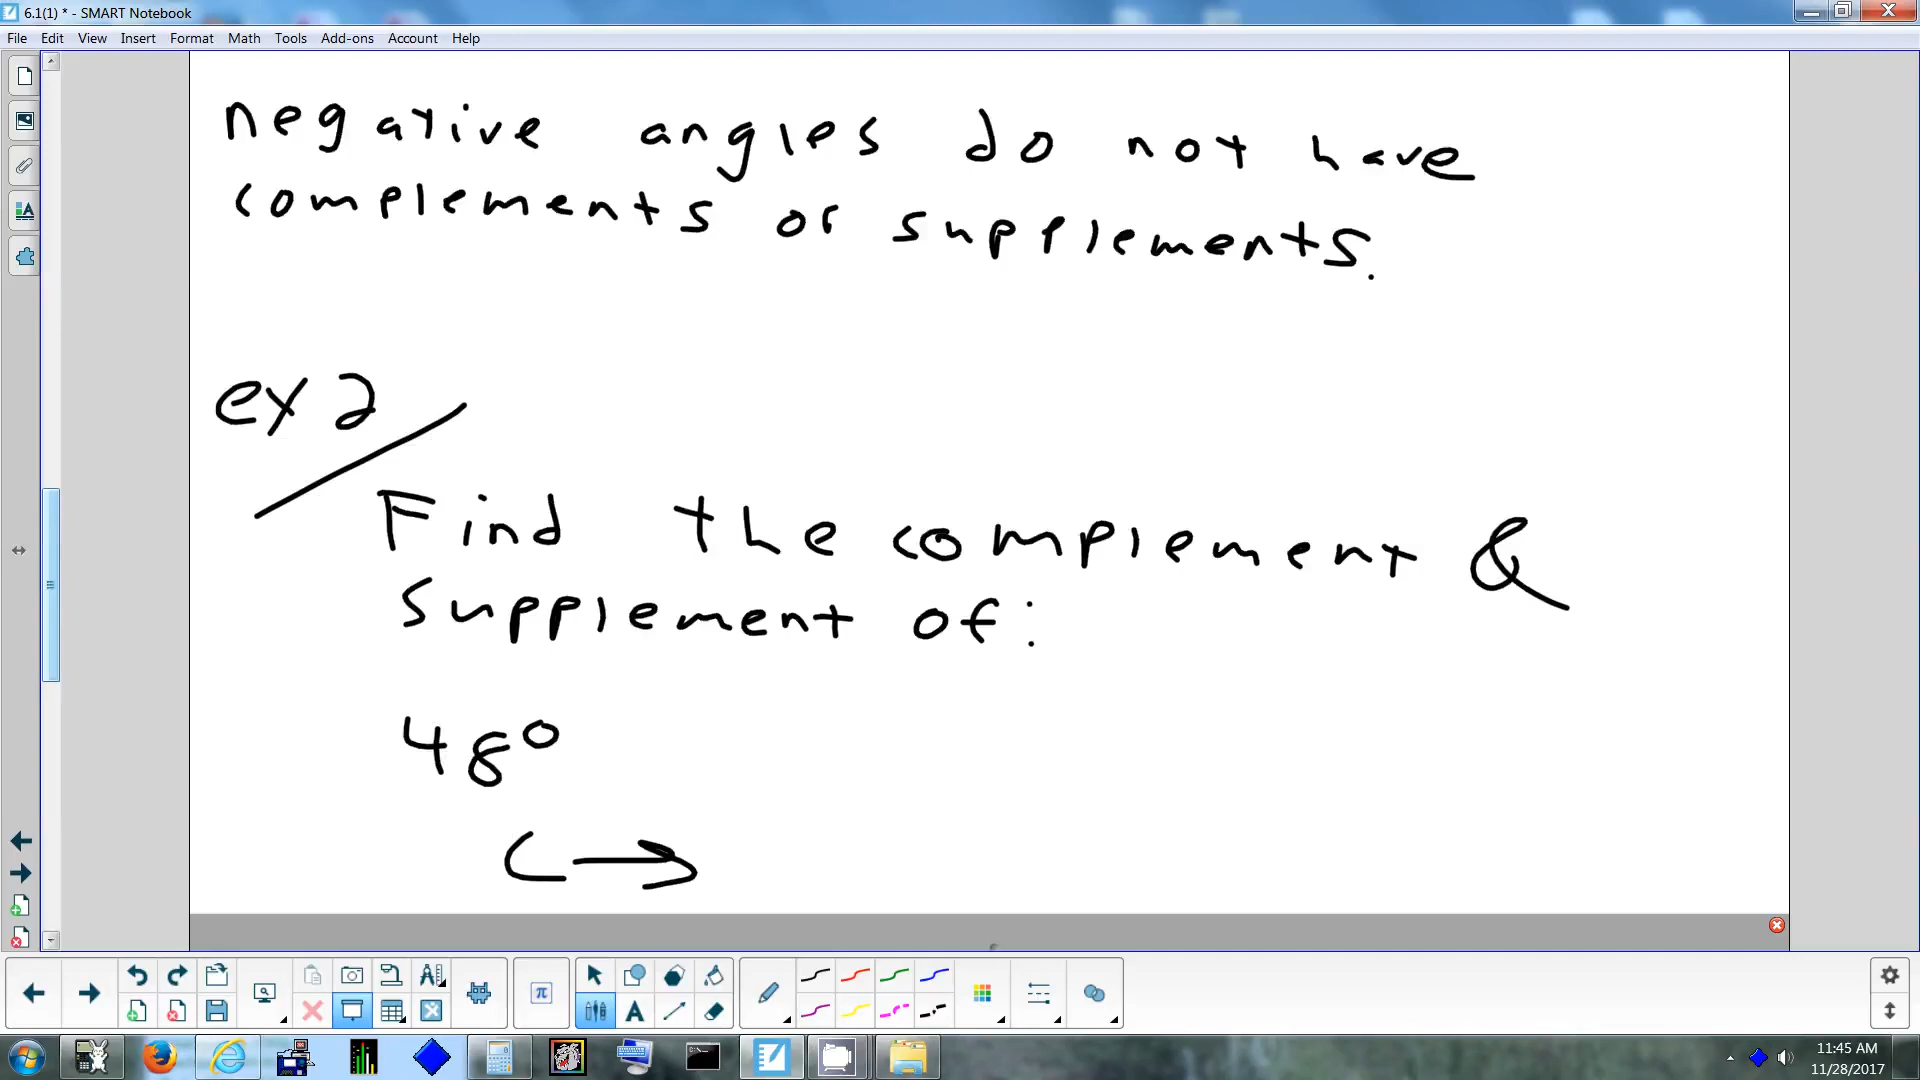 6.1(1) * - SMART Notebook
File Edit View Insert Format Math Tools Add-ons Account Help
negative angles do not have
complements or supplements.
ex 2
Find the complement &
supplement of:
48°
11:45 AM
11/28/2017